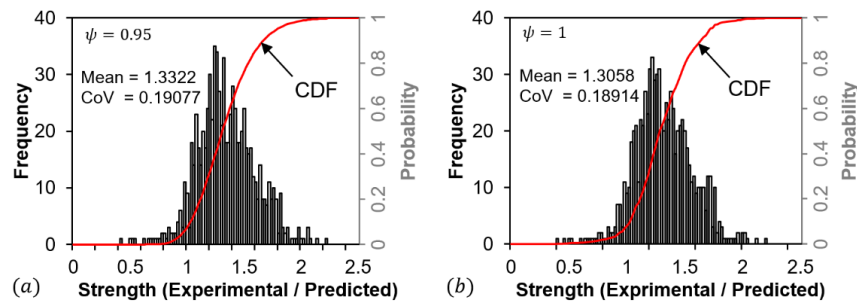 40
30
20
10
0
Frequency
ψ = 0.95
Mean = 1.3322
CoV = 0.19077
CDF
1
0.8
0.6
0.4
0.2
0
Probability
0 0.5 1 1.5 2 2.5
(a) Strength (Experimental / Predicted)
40
30
20
10
0
Frequency
ψ = 1
Mean = 1.3058
CoV = 0.18914
CDF
1
0.8
0.6
0.4
0.2
0
Probability
0 0.5 1 1.5 2 2.5
(b) Strength (Exprimental / Predicted)